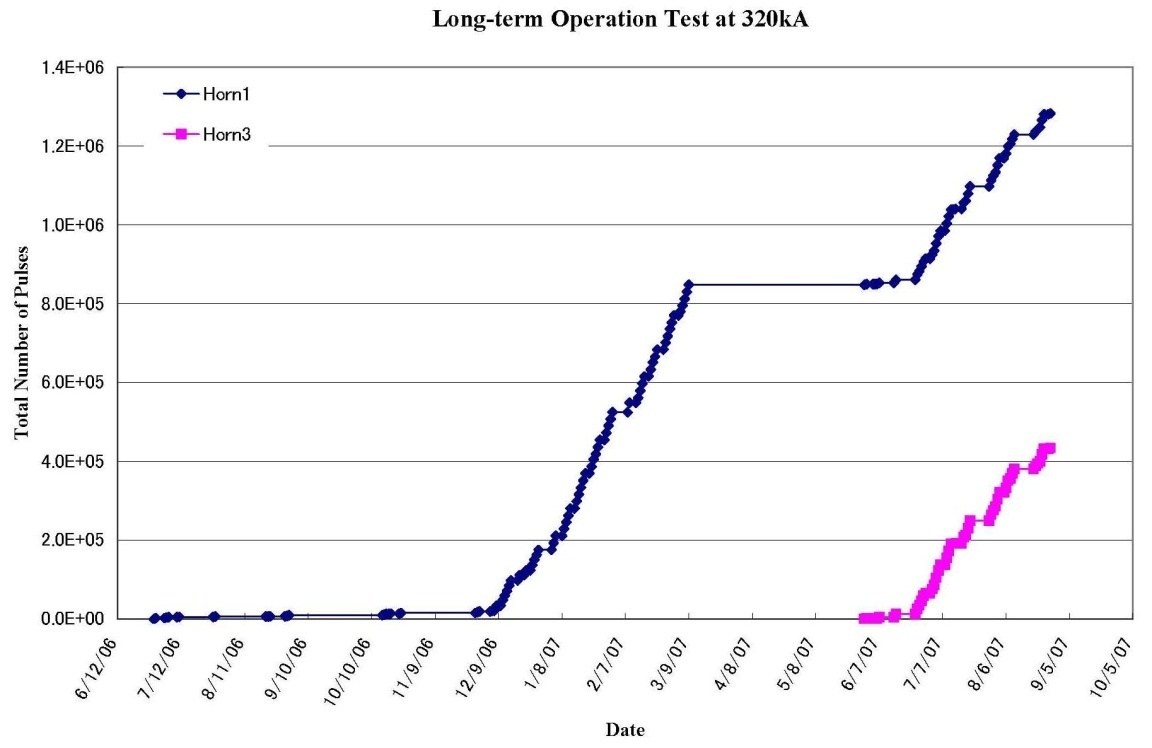 Long-term Operation Test at 320kA
1.4E+06
1.2E+06
1.0E+06
8.0E+05
6.0E+05
4.0E+05
2.0E+05
0.0E+00
Total Number of Pulses
Horn1
Horn3
6/12/06
7/12/06
8/11/06
9/10/06
10/10/06
11/9/06
12/9/06
1/8/07
2/7/07
3/9/07
4/8/07
5/8/07
6/7/07
7/7/07
8/6/07
9/5/07
10/5/07
Date